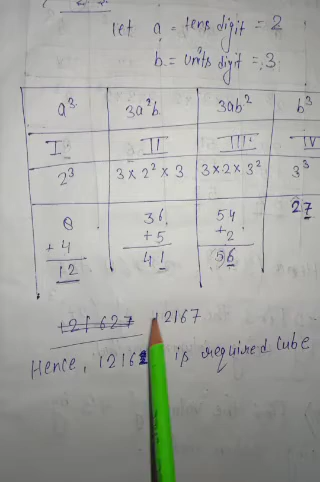 let a = tens digit = 2
b = units digit = 3
a³ 3a²b 3ab² b³
I II III IV
2³ 3×2²×3 3×2×3² 3³
8 36 54 27
+4 +5 +2
12 41 56
121627 12167
Hence, 12167 is required cube